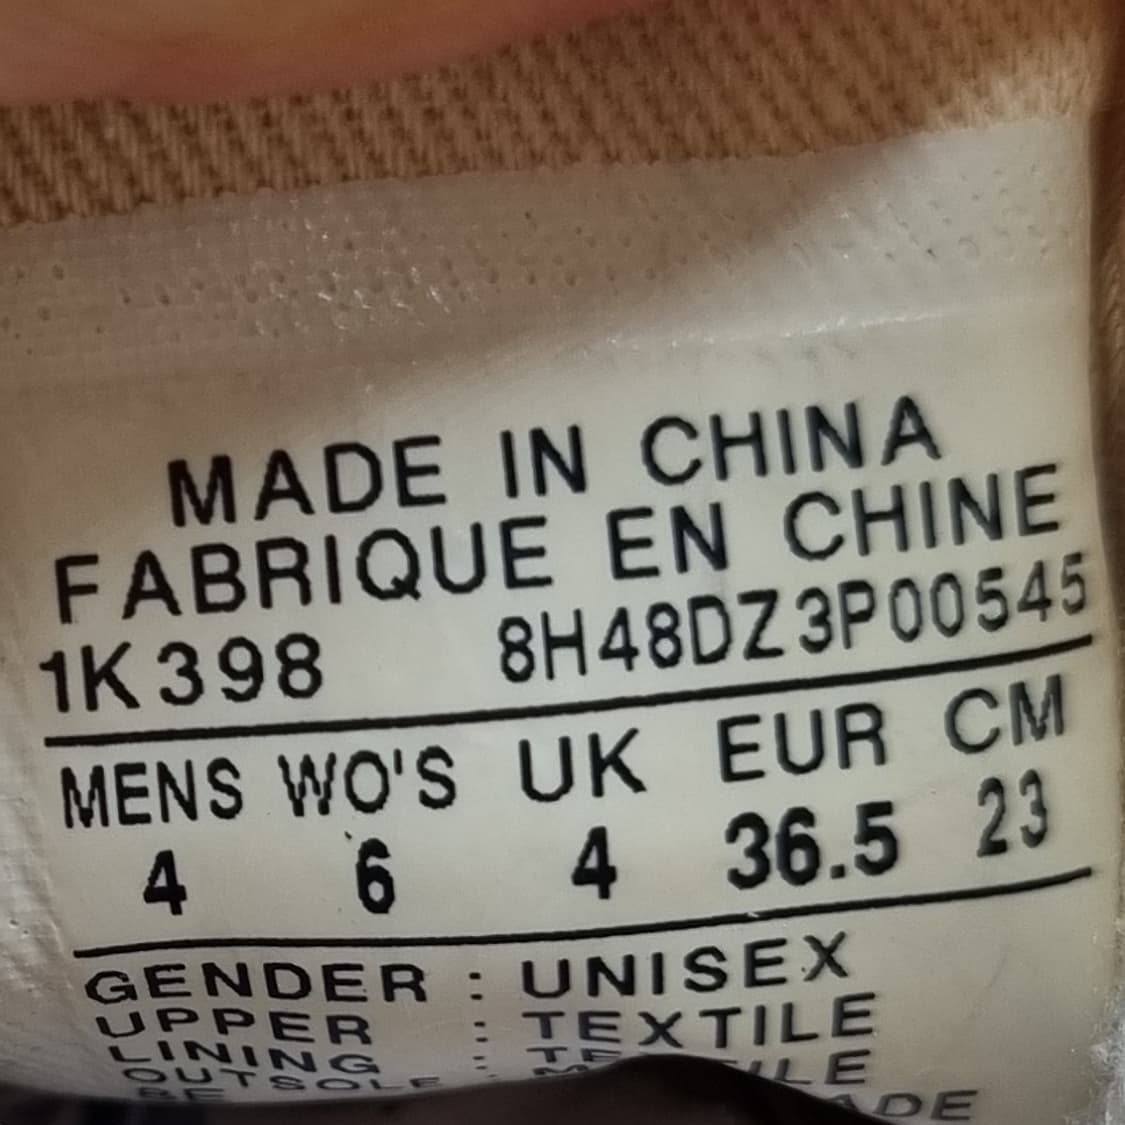 MADE IN CHINA
FABRIQUE EN CHINE
1K398 8H48DZ3P00545
MENS WO'S UK EUR CM
4 6 4 36.5 23
GENDER : UNISEX
UPPER : TEXTILE
LINING :
OUTSOLE :